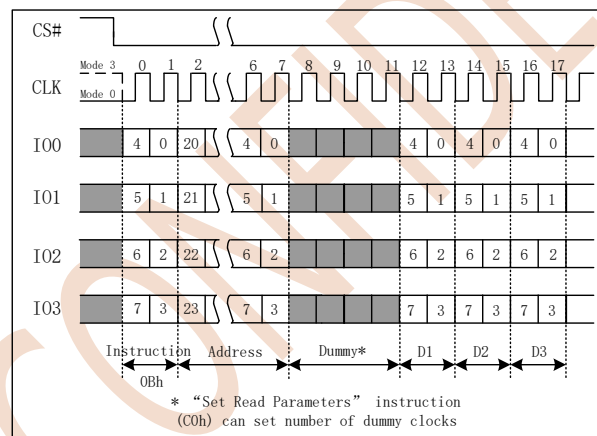 CS#
Mode 3 0 1 2 6 7 8 9 10 11 12 13 14 15 16 17
CLK
Mode 0
IO0 4 0 20 4 0 4 0 4 0 4 0
IO1 5 1 21 5 1 5 1 5 1 5 1
IO2 6 2 22 6 2 6 2 6 2 6 2
IO3 7 3 23 7 3 7 3 7 3 7 3
Instruction Address Dummy* D1 D2 D3
0Bh
* “Set Read Parameters” instruction
(C0h) can set number of dummy clocks